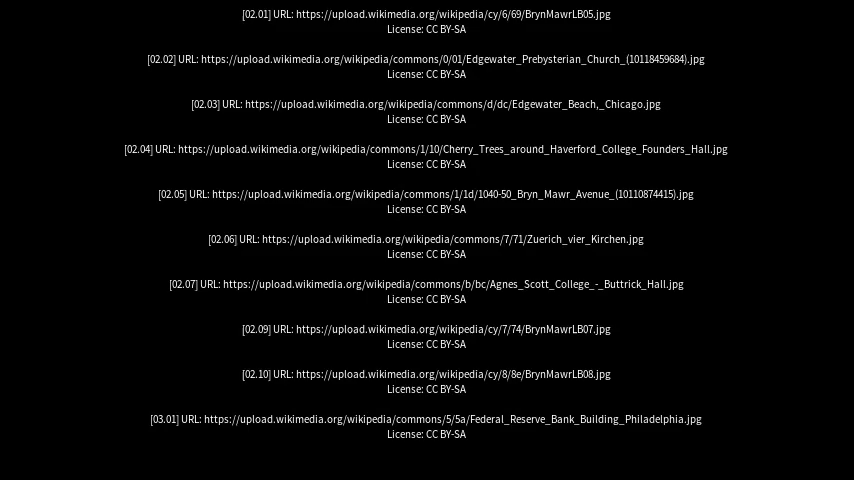 [02.01] URL: https://upload.wikimedia.org/wikipedia/cy/6/69/BrynMawrLB05.jpg
License: CC BY-SA
[02.02] URL: https://upload.wikimedia.org/wikipedia/commons/0/01/Edgewater_Prebysterian_Church_(10118459684).jpg
License: CC BY-SA
[02.03] URL: https://upload.wikimedia.org/wikipedia/commons/d/dc/Edgewater_Beach,_Chicago.jpg
License: CC BY-SA
[02.04] URL: https://upload.wikimedia.org/wikipedia/commons/1/10/Cherry_Trees_around_Haverford_College_Founders_Hall.jpg
License: CC BY-SA
[02.05] URL: https://upload.wikimedia.org/wikipedia/commons/1/1d/1040-50_Bryn_Mawr_Avenue_(10110874415).jpg
License: CC BY-SA
[02.06] URL: https://upload.wikimedia.org/wikipedia/commons/7/71/Zuerich_vier_Kirchen.jpg
License: CC BY-SA
[02.07] URL: https://upload.wikimedia.org/wikipedia/commons/b/bc/Agnes_Scott_College_-_Buttrick_Hall.jpg
License: CC BY-SA
[02.09] URL: https://upload.wikimedia.org/wikipedia/cy/7/74/BrynMawrLB07.jpg
License: CC BY-SA
[02.10] URL: https://upload.wikimedia.org/wikipedia/cy/8/8e/BrynMawrLB08.jpg
License: CC BY-SA
[03.01] URL: https://upload.wikimedia.org/wikipedia/commons/5/5a/Federal_Reserve_Bank_Building_Philadelphia.jpg
License: CC BY-SA